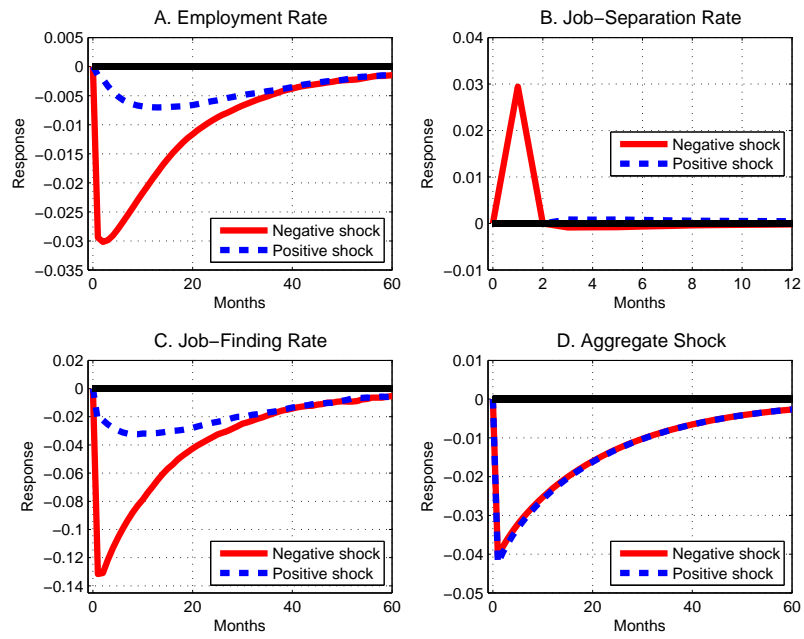 A. Employment Rate
0.005
0
−0.005
−0.01
−0.015
−0.02
−0.025
−0.03
−0.035
Response
0
20
40
60
Months
Negative shock
Positive shock
B. Job−Separation Rate
0.04
0.03
0.02
0.01
0
−0.01
Response
0
2
4
6
8
10
12
Months
Negative shock
Positive shock
C. Job−Finding Rate
0.02
0
−0.02
−0.04
−0.06
−0.08
−0.1
−0.12
−0.14
Response
0
20
40
60
Months
Negative shock
Positive shock
D. Aggregate Shock
0.01
0
−0.01
−0.02
−0.03
−0.04
−0.05
Response
0
20
40
60
Months
Negative shock
Positive shock